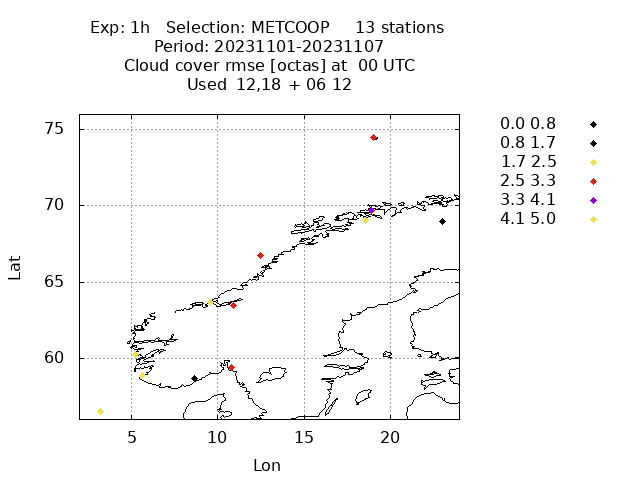 Exp: 1h   Selection: METCOOP     13 stations
Period: 20231101-20231107
Cloud cover rmse [octas] at  00 UTC
Used  12,18 + 06 12
75
70
65
60
Lat
5
10
15
20
Lon
0.0 0.8
0.8 1.7
1.7 2.5
2.5 3.3
3.3 4.1
4.1 5.0